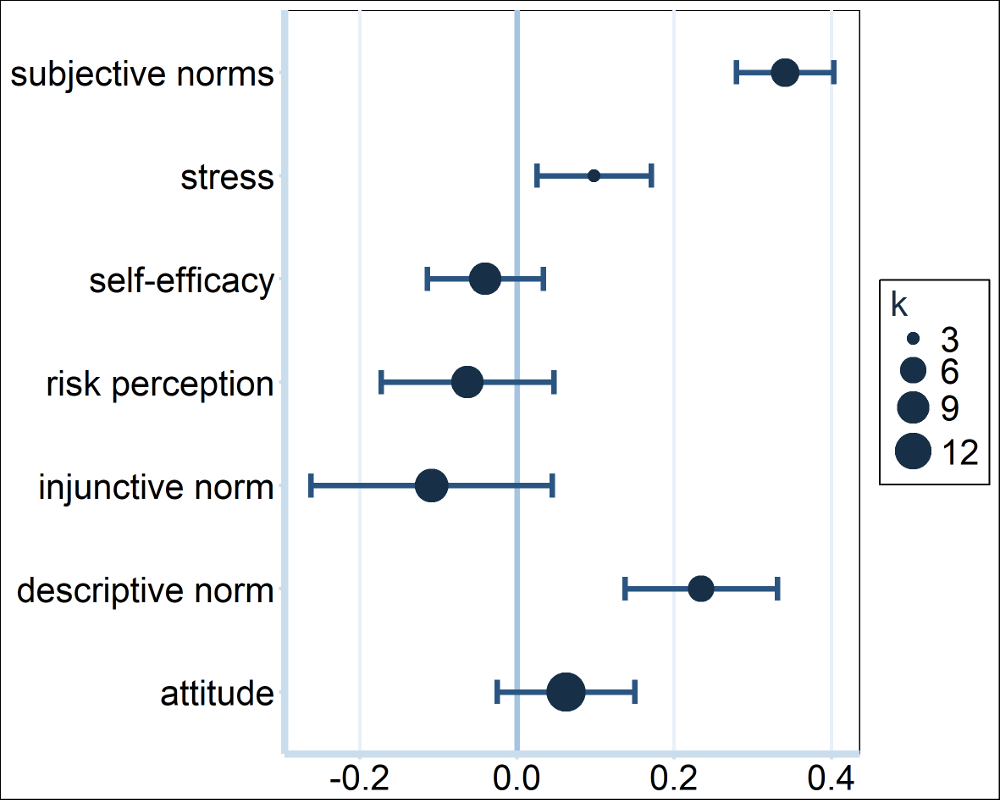 subjective norms
stress
self-efficacy
risk perception
injunctive norm
descriptive norm
attitude
-0.2
0.0
0.2
0.4
k
3
6
9
12